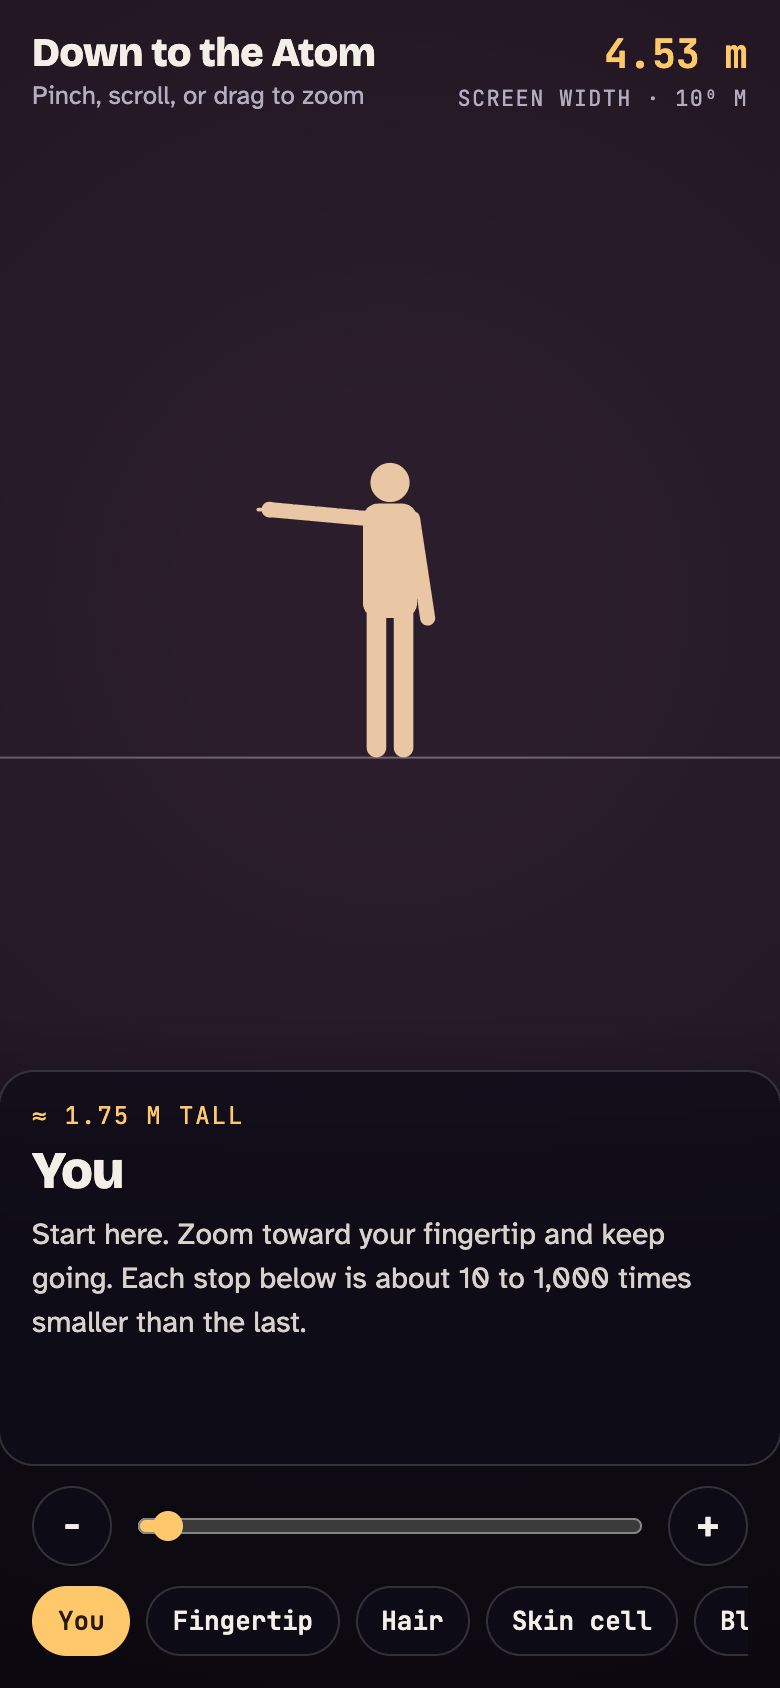 Down to the Atom
4.53 m
Pinch, scroll, or drag to zoom
SCREEN WIDTH · 10⁰ M
≈ 1.75 M TALL
You
Start here. Zoom toward your fingertip and keep
going. Each stop below is about 10 to 1,000 times
smaller than the last.
-
+
You
Fingertip
Hair
Skin cell